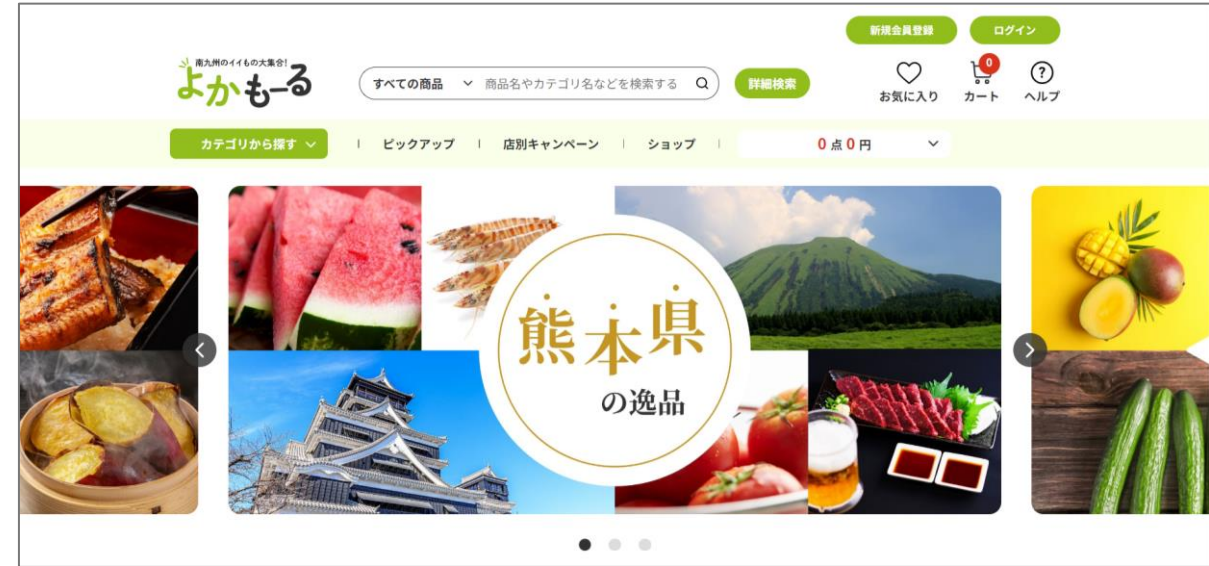 新規会員登録
ログイン
南九州のイイもの大集合!
よかもーる
すべての商品
商品名やカテゴリ名などを検索する
詳細検索
0
お気に入り
カート
ヘルプ
カテゴリから探す
ピックアップ
店別キャンペーン
ショップ
0点0円
熊本県
の逸品